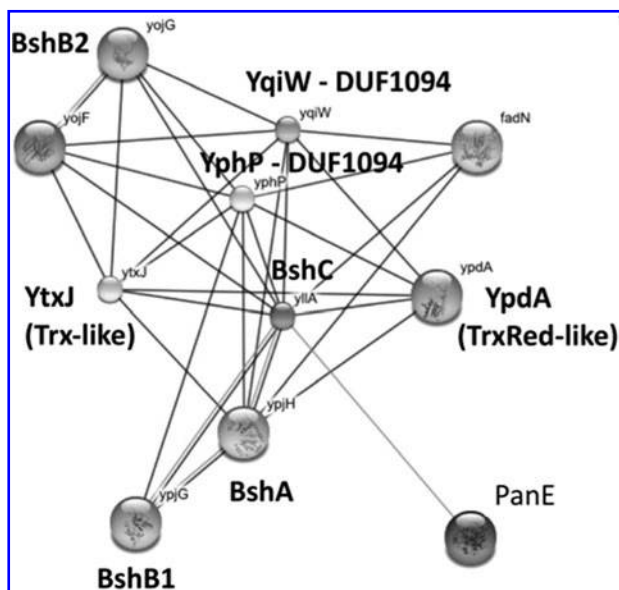 yojG
BshB2
YqiW - DUF1094
yqiW
yojF
fadN
YphP - DUF1094
yphP
BshC
ytxJ
ypdA
YtxJ
yllA
YpdA
(Trx-like)
(TrxRed-like)
ypjH
BshA
PanE
ypjG
BshB1